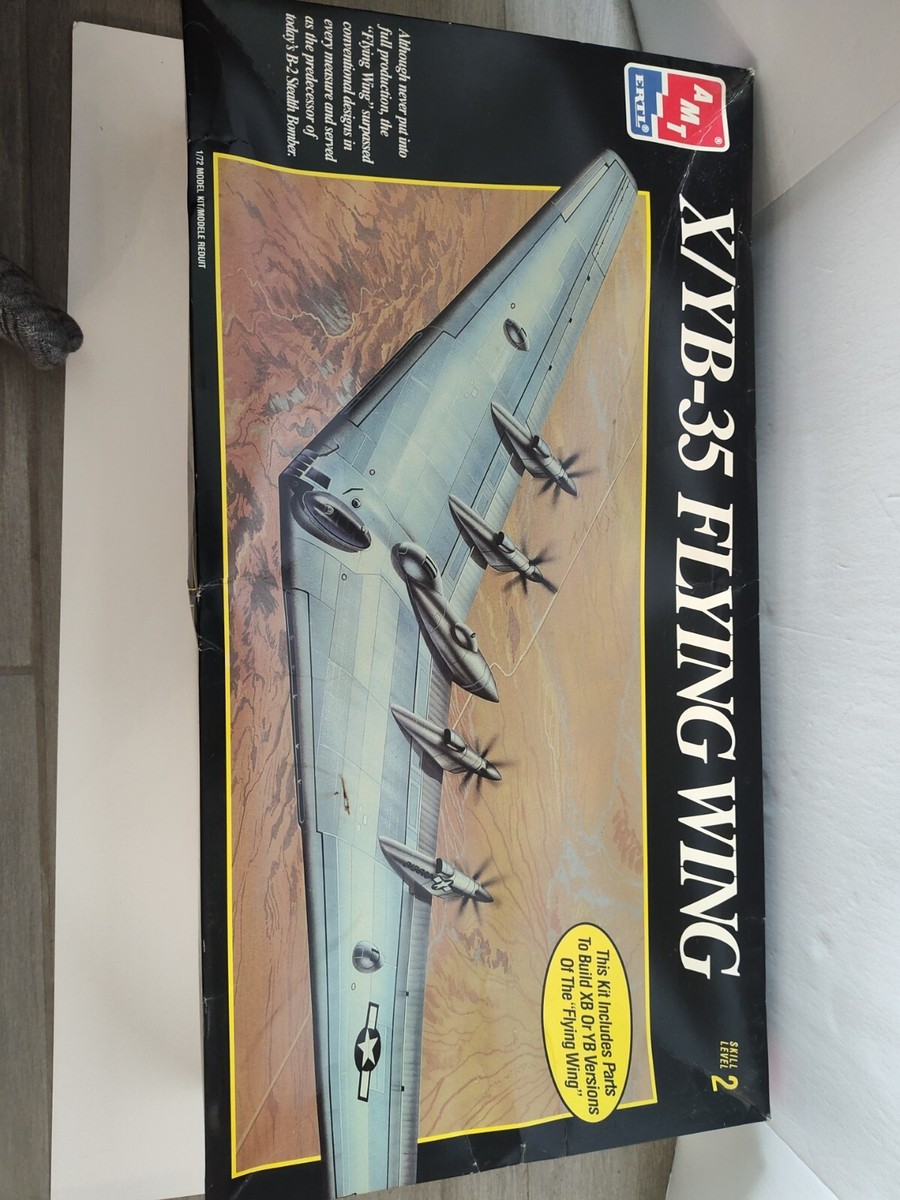 AMT
ERTL®
®
X/YB-35 FLYING WING
SKILL
LEVEL 2
Although never put into
full production, the
"Flying Wing" surpassed
conventional designs in
every measure and served
as the predecessor of
today's B-2 Stealth Bomber.
1/72 MODEL KIT/MODELE REDUIT
This Kit Includes Parts
To Build XB Or YB Versions
Of The "Flying Wing"